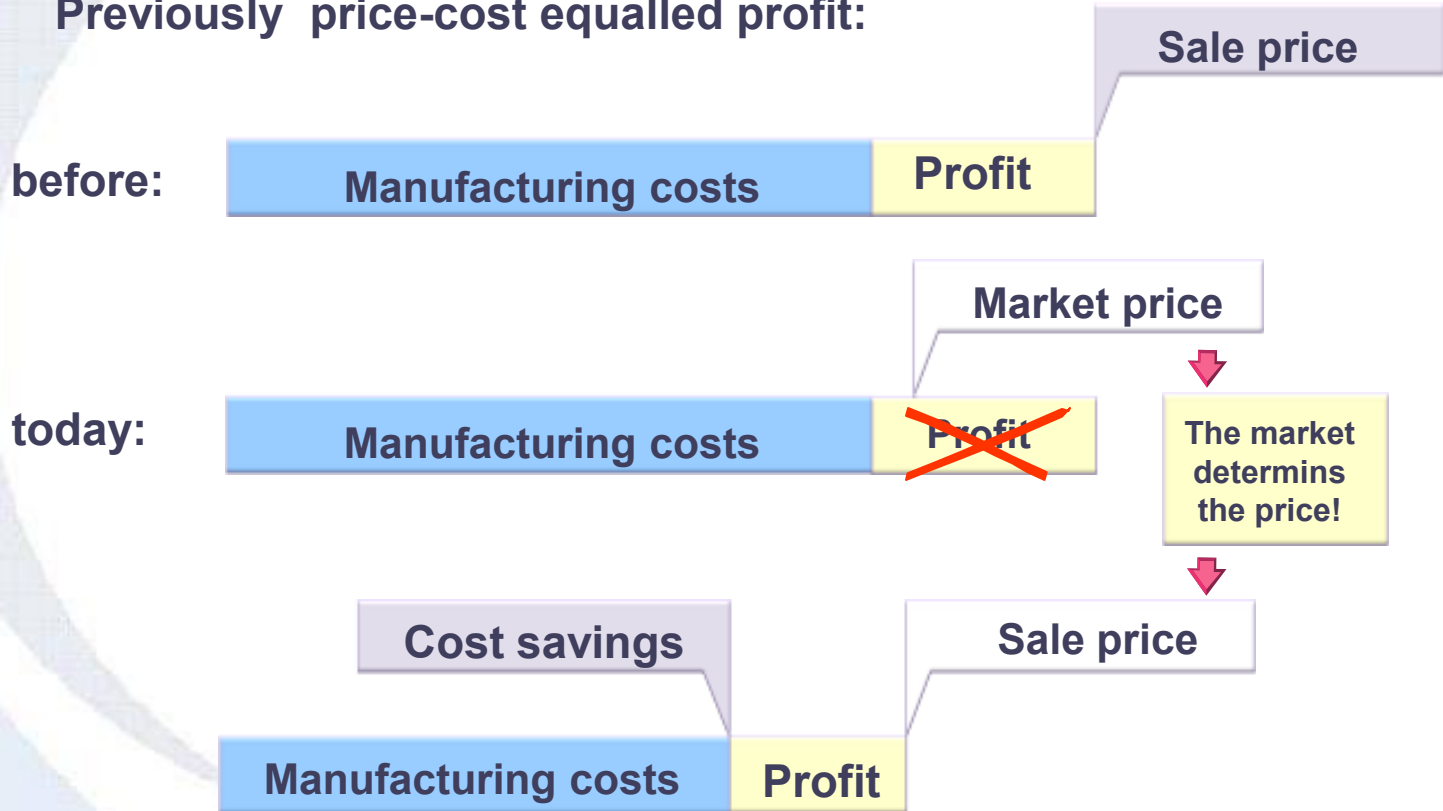 Previously price-cost equalled profit:
Sale price
before:
Manufacturing costs
Profit
Market price
today:
Manufacturing costs
Profit
The market
determins
the price!
Cost savings
Sale price
Manufacturing costs
Profit